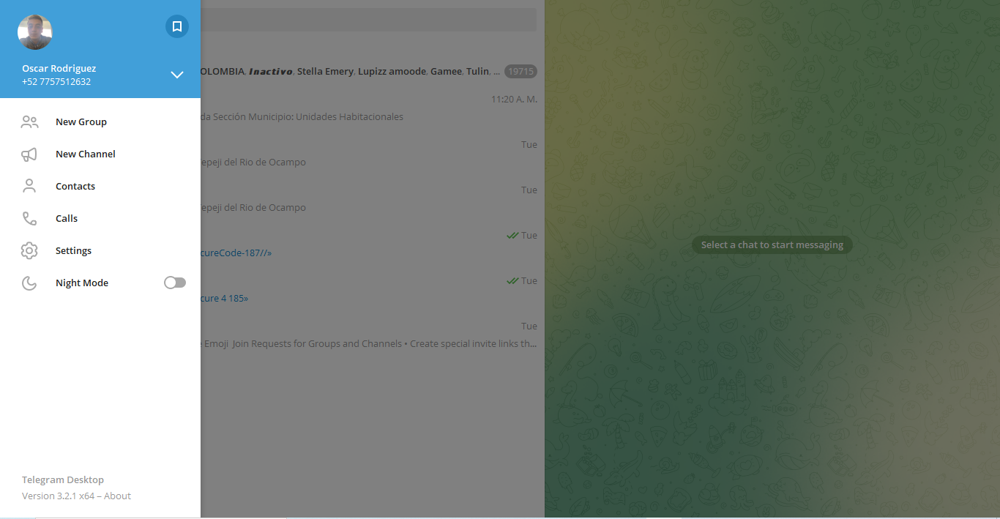 Oscar Rodriguez
+52 7757512632
New Group
New Channel
Contacts
Calls
Settings
Night Mode
Telegram Desktop
Version 3.2.1 x64 – About
OLOMBIA, Inactivo, Stella Emery, Lupizz amoode, Gamee, Tulin, ... 19715
11:20 A. M.
da Sección Municipio: Unidades Habitacionales
Tue
epeji del Rio de Ocampo
Tue
epeji del Rio de Ocampo
Tue
cureCode-187//»
Tue
cure 4 185»
Tue
Emoji Join Requests for Groups and Channels • Create special invite links th...
Select a chat to start messaging